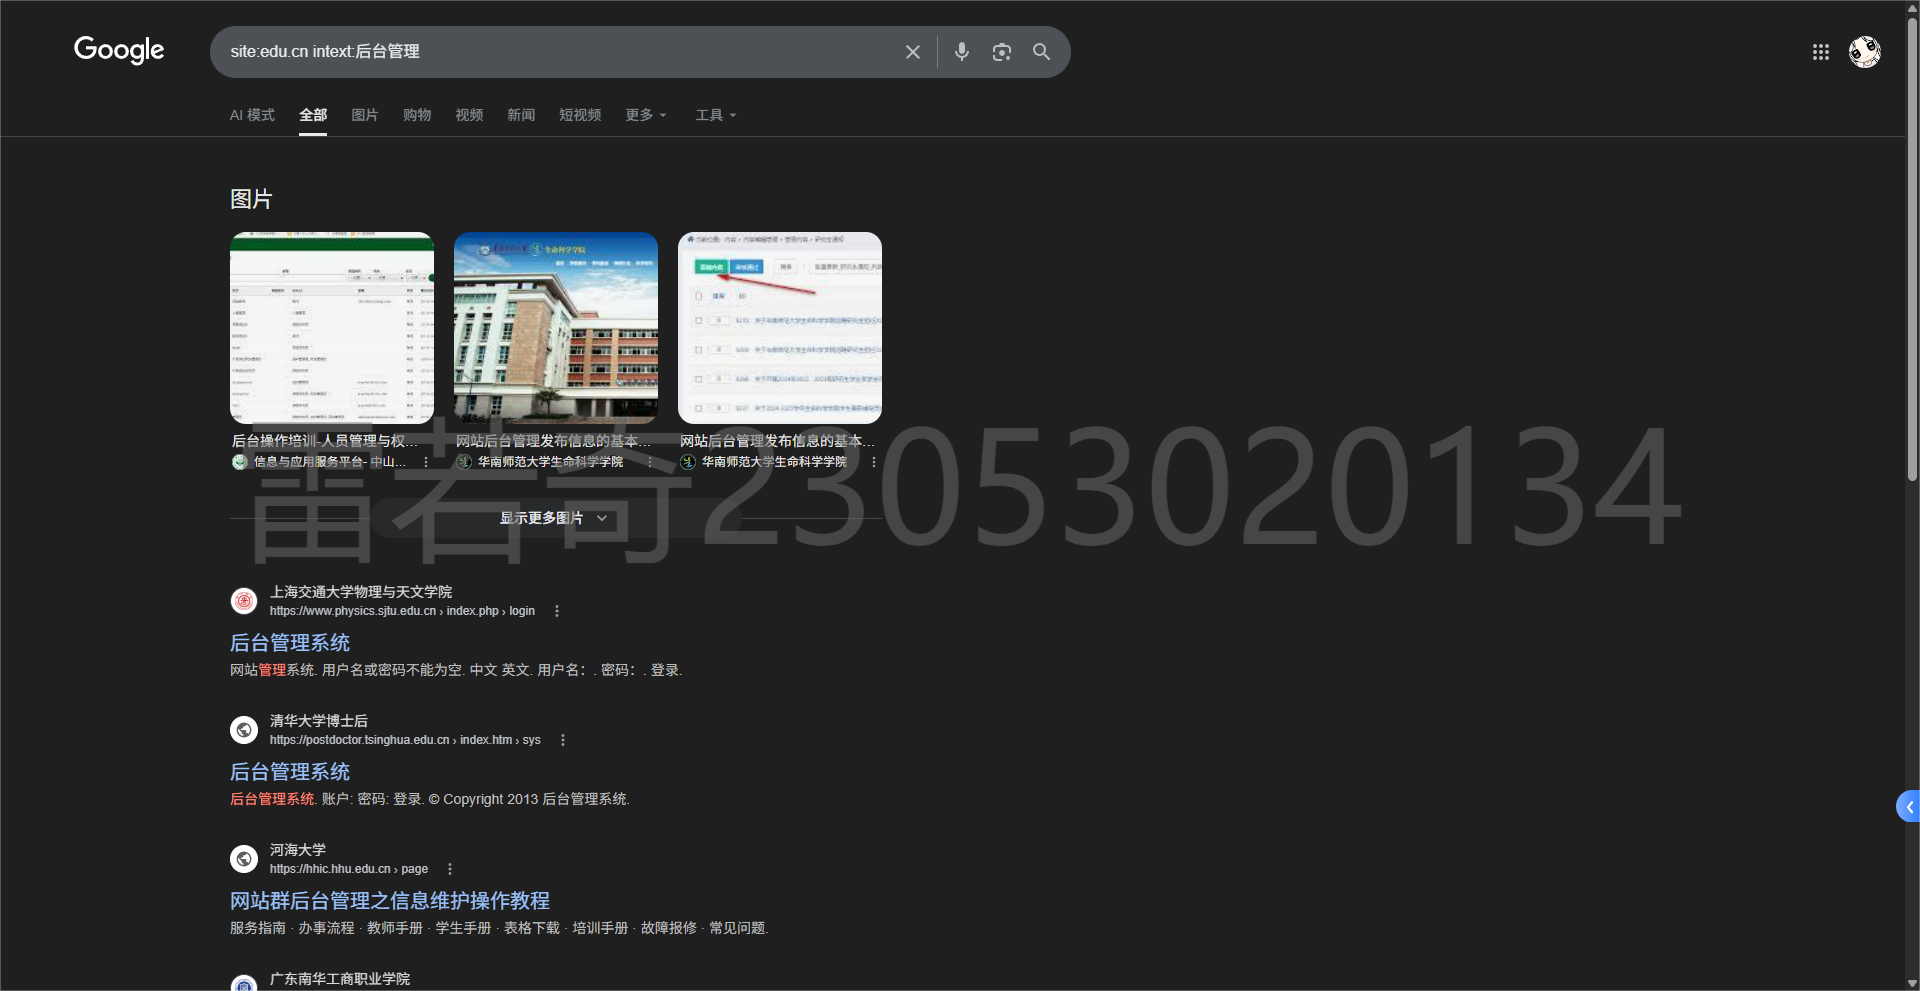 Google
site:edu.cn intext:后台管理
AI 模式 全部 图片 购物 视频 新闻 短视频 更多 工具
图片
后台操作培训-人员管理与权...
信息与应用服务平台- 中山...
网站后台管理发布信息的基本...
华南师范大学生命科学学院
网站后台管理发布信息的基本...
华南师范大学生命科学学院
雷若奇23053020134
显示更多图片
上海交通大学物理与天文学院
https://www.physics.sjtu.edu.cn › index.php › login
后台管理系统
网站管理系统. 用户名或密码不能为空. 中文 英文. 用户名：. 密码：. 登录.
清华大学博士后
https://postdoctor.tsinghua.edu.cn › index.htm › sys
后台管理系统
后台管理系统. 账户: 密码: 登录. © Copyright 2013 后台管理系统.
河海大学
https://hhic.hhu.edu.cn › page
网站群后台管理之信息维护操作教程
服务指南 · 办事流程 · 教师手册 · 学生手册 · 表格下载 · 培训手册 · 故障报修 · 常见问题.
广东南华工商职业学院